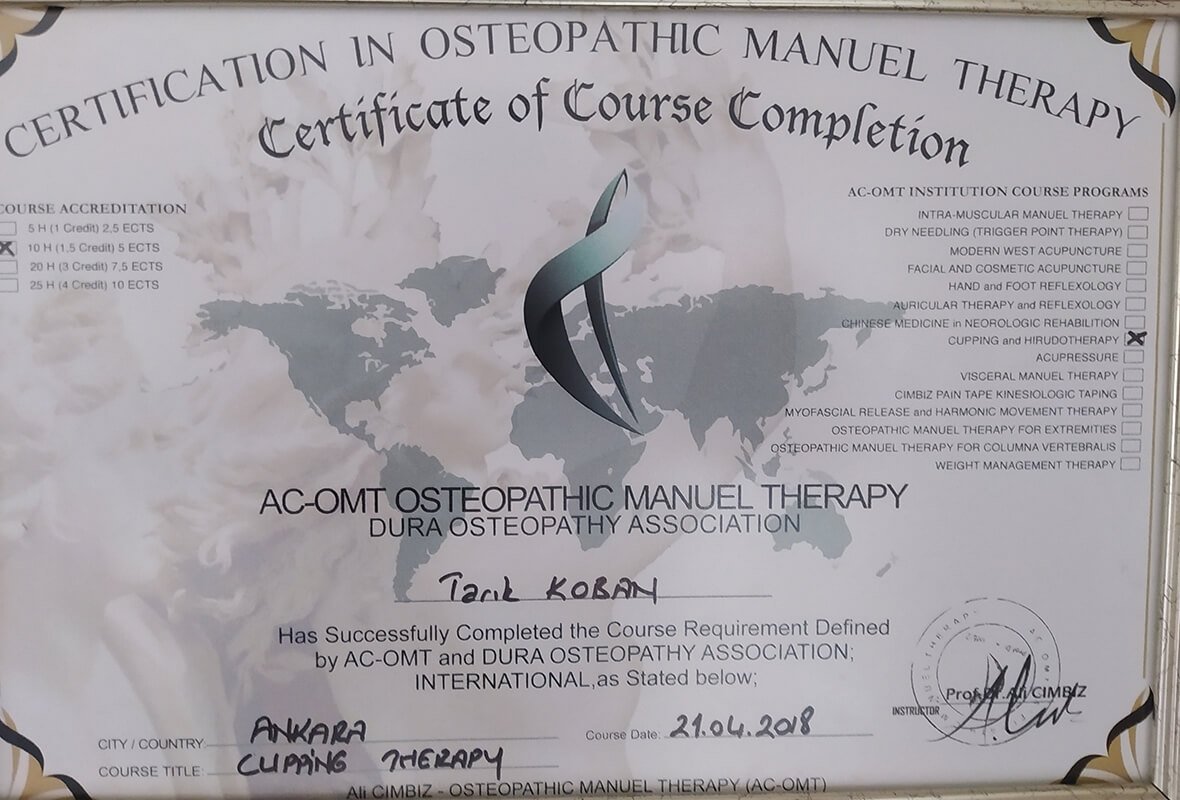 CERTIFICATION IN OSTEOPATHIC MANUEL THERAPY
Certificate of Course Completion
COURSE ACCREDITATION
5 H (1 Credit) 2,5 ECTS
X 10 H (1,5 Credit) 5 ECTS
20 H (3 Credit) 7,5 ECTS
25 H (4 Credit) 10 ECTS
AC-OMT INSTITUTION COURSE PROGRAMS
INTRA-MUSCULAR MANUEL THERAPY
DRY NEEDLING (TRIGGER POINT THERAPY)
MODERN WEST ACUPUNCTURE
FACIAL AND COSMETIC ACUPUNCTURE
HAND and FOOT REFLEXOLOGY
AURICULAR THERAPY and REFLEXOLOGY
CHINESE MEDICINE in NEOROLOGIC REHABILITION
CUPPING and HIRUDOTHERAPY X
ACUPRESSURE
VISCERAL MANUEL THERAPY
CIMBIZ PAIN TAPE KINESIOLOGIC TAPING
MYOFASCIAL RELEASE and HARMONIC MOVEMENT THERAPY
OSTEOPATHIC MANUEL THERAPY FOR EXTREMITIES
OSTEOPATHIC MANUEL THERAPY FOR COLUMNA VERTEBRALIS
WEIGHT MANAGEMENT THERAPY
AC-OMT OSTEOPATHIC MANUEL THERAPY
DURA OSTEOPATHY ASSOCIATION
Tarık KOBAN
Has Successfully Completed the Course Requirement Defined
by AC-OMT and DURA OSTEOPATHY ASSOCIATION;
INTERNATIONAL,as Stated below;
MANUEL THERAPY
Prof.Dr.Ali CIMBIZ
INSTRUCTOR
CITY / COUNTRY: ANKARA
Course Date: 21.04.2018
COURSE TITLE: CUPPING THERAPY
Ali CIMBIZ - OSTEOPATHIC MANUEL THERAPY (AC-OMT)